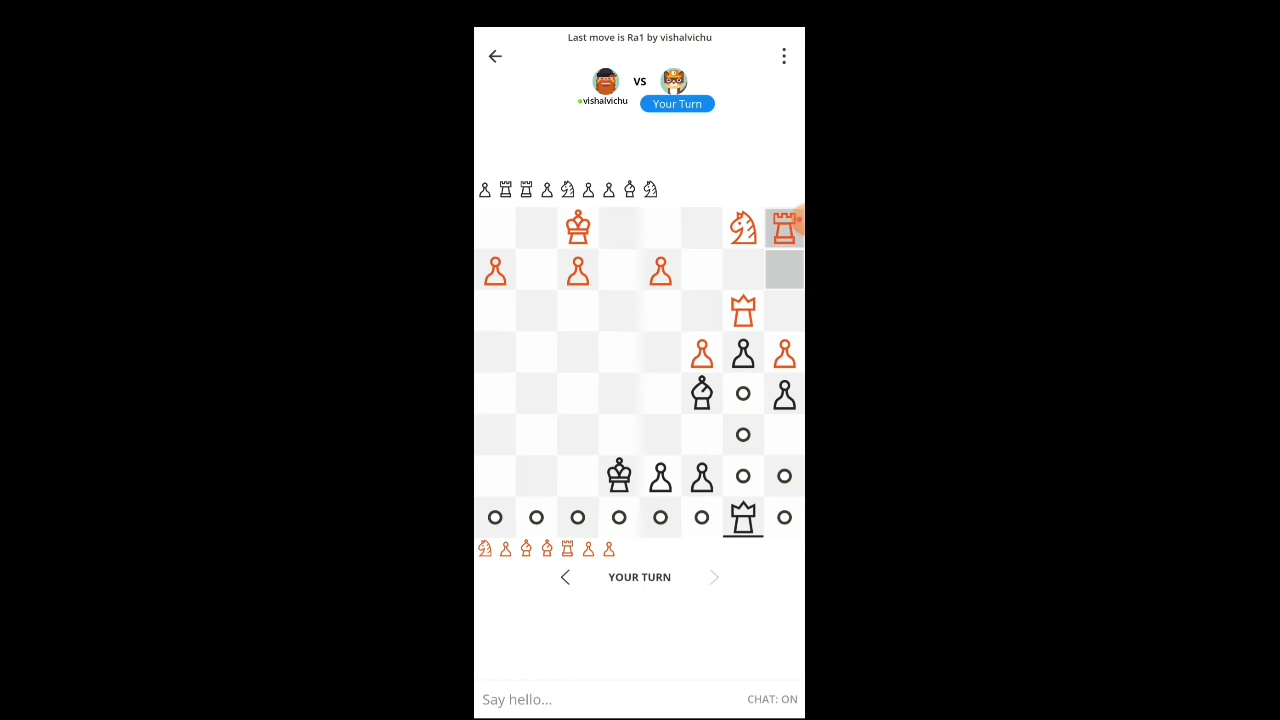 Last move is Ra1 by vishalvichu
VS
vishalvichu
Your Turn
YOUR TURN
Say hello...
CHAT: ON